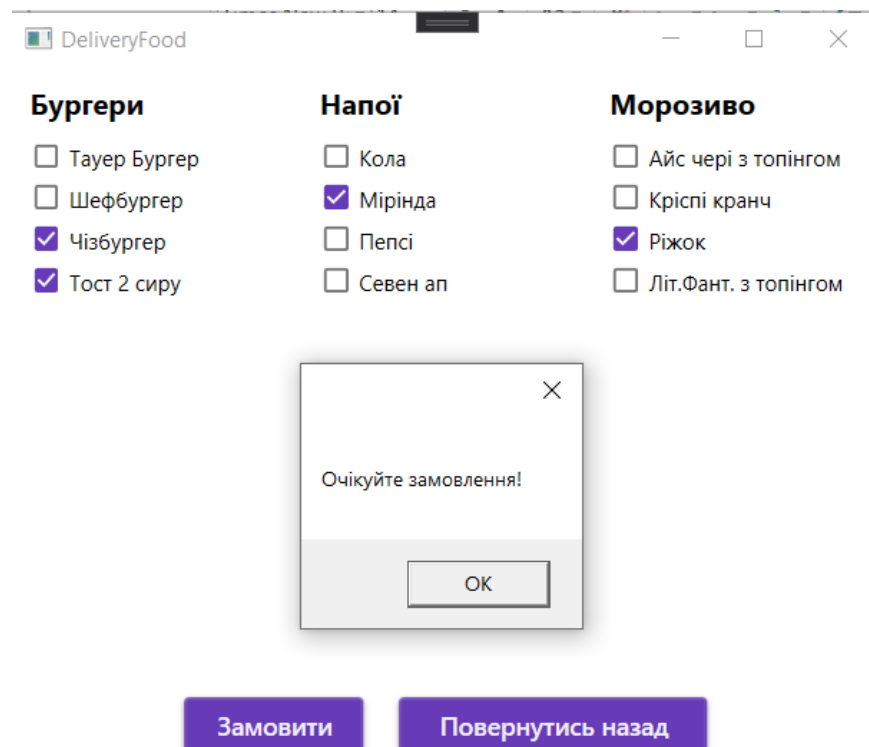 DeliveryFood
Бургери
Тауер Бургер
Шефбургер
Чізбургер
Тост 2 сиру
Напої
Кола
Мірінда
Пепсі
Севен ап
Морозиво
Айс чері з топінгом
Кріспі кранч
Ріжок
Літ.Фант. з топінгом
Очікуйте замовлення!
OK
Замовити
Повернутись назад